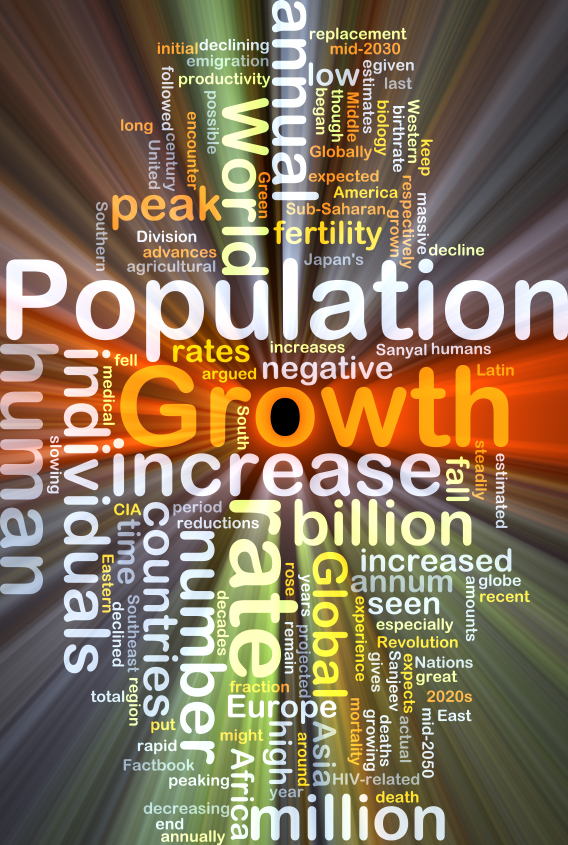 annual
replacement
initial
declining
mid-2030
emigration
low
given
productivity
last
followed
possible
estimates
began
though
Middle
biology
birthrate
Western
keep
long
encounter
century
United
World
Globally
Green
expected
America
respectively
massive
peak
Sub-Saharan
grown
Southern
Division
fertility
advances
agricultural
Japan's
decline
Population
rates
increases
Sanyal
humans
fell
argued
negative
Latin
human
individuals
medical
Growth
South
slowing
increase
fall
steadily
estimated
CIA
period
reductions
time
countries
number
rate
billion
Global
increased
annum
globe
amounts
recent
seen
Eastern
declined
Southeast
decades
rose
years
remain
projected
experience
especially
Revolution
gives
Sanjeev
expects
Nations
great
fraction
total
region
Europe
2020s
East
put
might
high
Asia
around
mortality
growing
deaths
actual
mid-2050
rapid
Factbook
peaking
Africa
year
HIV-related
death
decreasing
end
annually
million